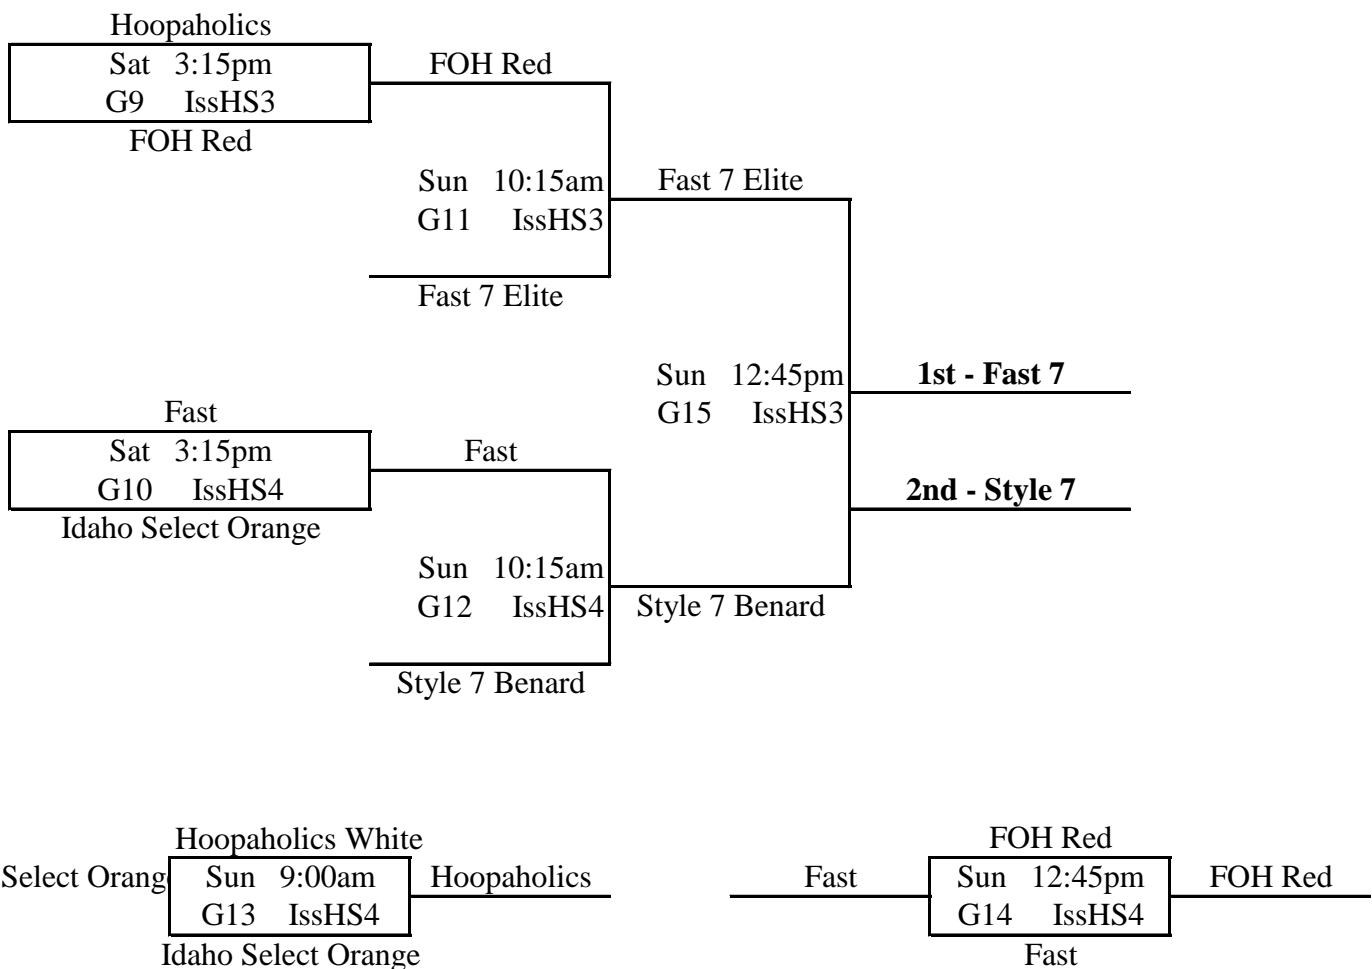 Hoopaholics
Sat 3:15pm
G9 IssHS3
FOH Red
FOH Red
Sun 10:15am
G11 IssHS3
Fast 7 Elite
Fast 7 Elite
Sun 12:45pm
G15 IssHS3
1st - Fast 7
2nd - Style 7
Fast
Sat 3:15pm
G10 IssHS4
Idaho Select Orange
Fast
Sun 10:15am
G12 IssHS4
Style 7 Benard
Style 7 Benard
Hoopaholics White
Select Orang
Sun 9:00am
G13 IssHS4
Hoopaholics
Idaho Select Orange
FOH Red
Fast
Sun 12:45pm
G14 IssHS4
FOH Red
Fast